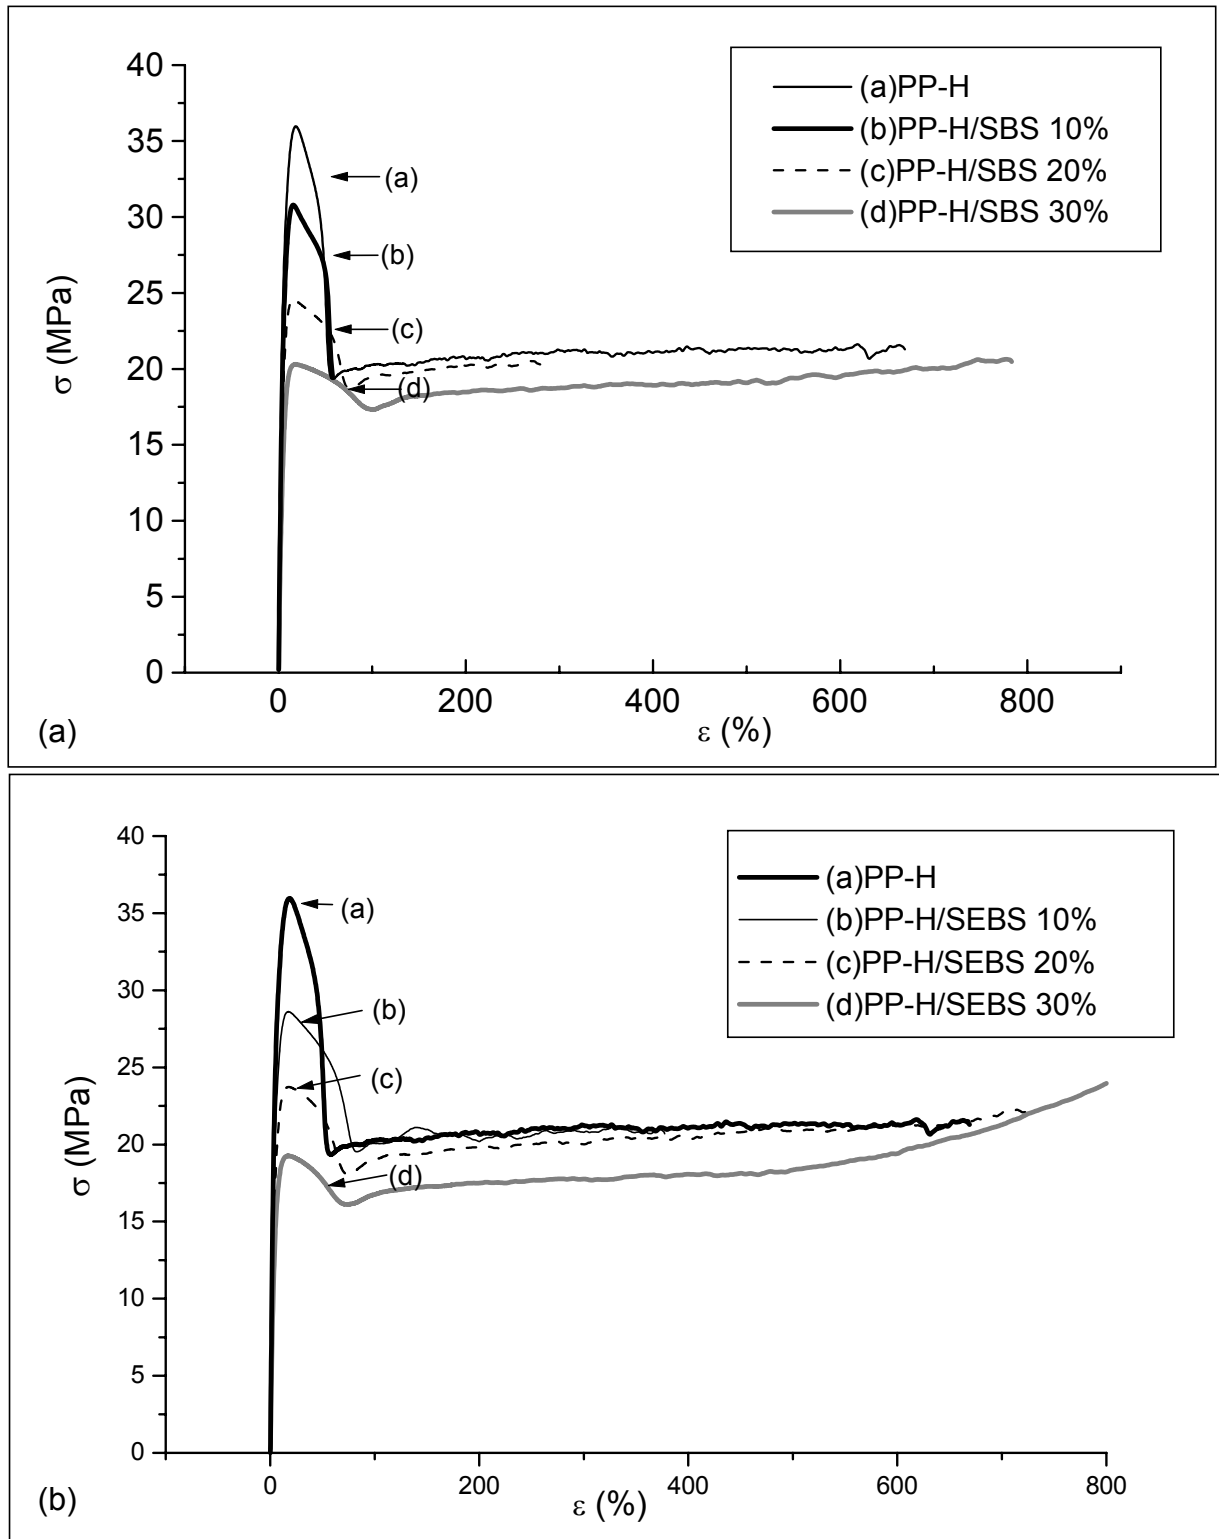 40
35
30
25
20
15
10
5
0
σ (MPa)
(a)PP-H
(b)PP-H/SBS 10%
(c)PP-H/SBS 20%
(d)PP-H/SBS 30%
(a)
(b)
(c)
(d)
0 200 400 600 800
ε (%)
(a)
40
35
30
25
20
15
10
5
0
σ (MPa)
(a)PP-H
(b)PP-H/SEBS 10%
(c)PP-H/SEBS 20%
(d)PP-H/SEBS 30%
(a)
(b)
(c)
(d)
0 200 400 600 800
ε (%)
(b)